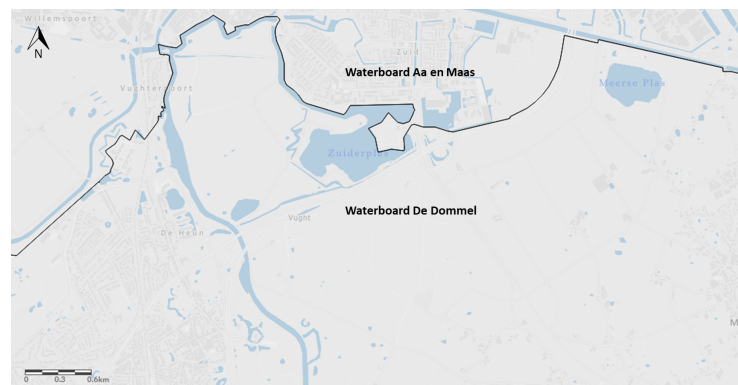 Willemspoort
N
Zuid
Waterboard Aa en Maas
Vuchterpoort
Meerse Plas
Zuiderplas
Waterboard De Dommel
Vught
De Heun
M
0 0.3 0.6km